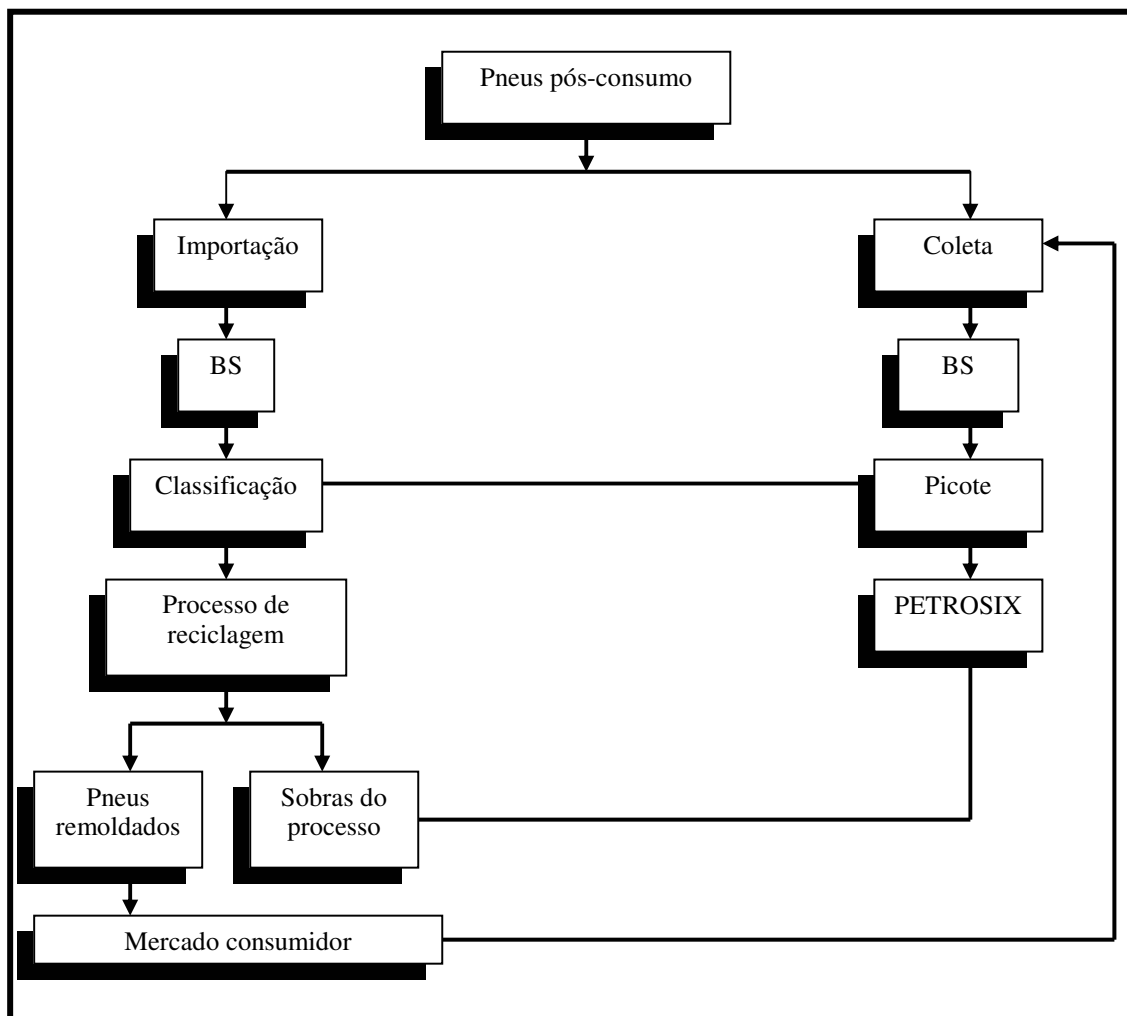 Pneus pós-consumo
Importação
Coleta
BS
BS
Classificação
Picote
Processo de
reciclagem
PETROSIX
Pneus
remoldados
Sobras do
processo
Mercado consumidor